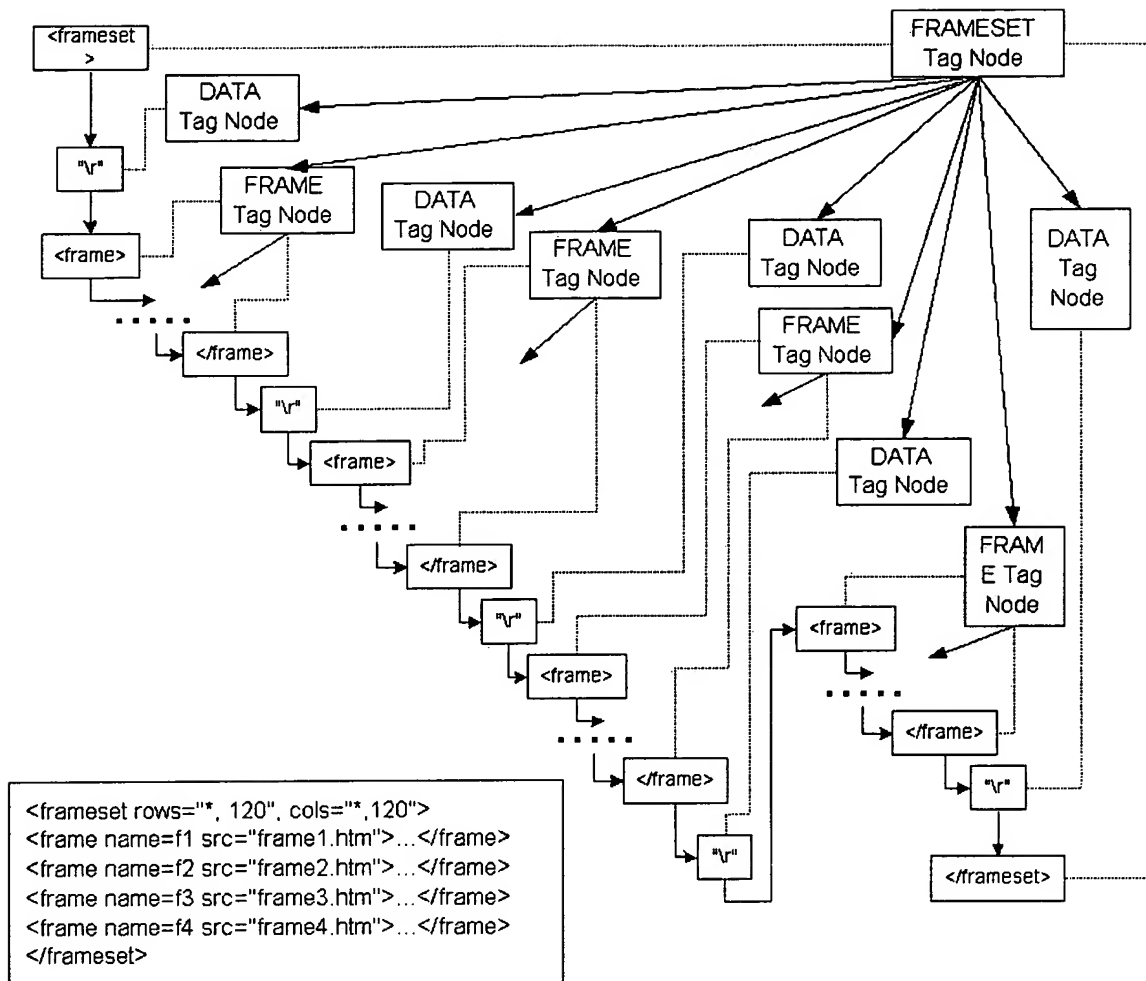 <frameset
>
FRAMESET
Tag Node
DATA
Tag Node
"\r"
FRAME
Tag Node
DATA
Tag Node
<frame>
FRAME
Tag Node
DATA
Tag Node
DATA
Tag
Node
</frame>
FRAME
Tag Node
"\r"
<frame>
DATA
Tag Node
</frame>
FRAM
E Tag
Node
"\r"
<frame>
<frame>
</frame>
</frame>
"\r"
"\r"
</frameset>
<frameset rows="*, 120", cols="*,120">
<frame name=f1 src="frame1.htm">...</frame>
<frame name=f2 src="frame2.htm">...</frame>
<frame name=f3 src="frame3.htm">...</frame>
<frame name=f4 src="frame4.htm">...</frame>
</frameset>